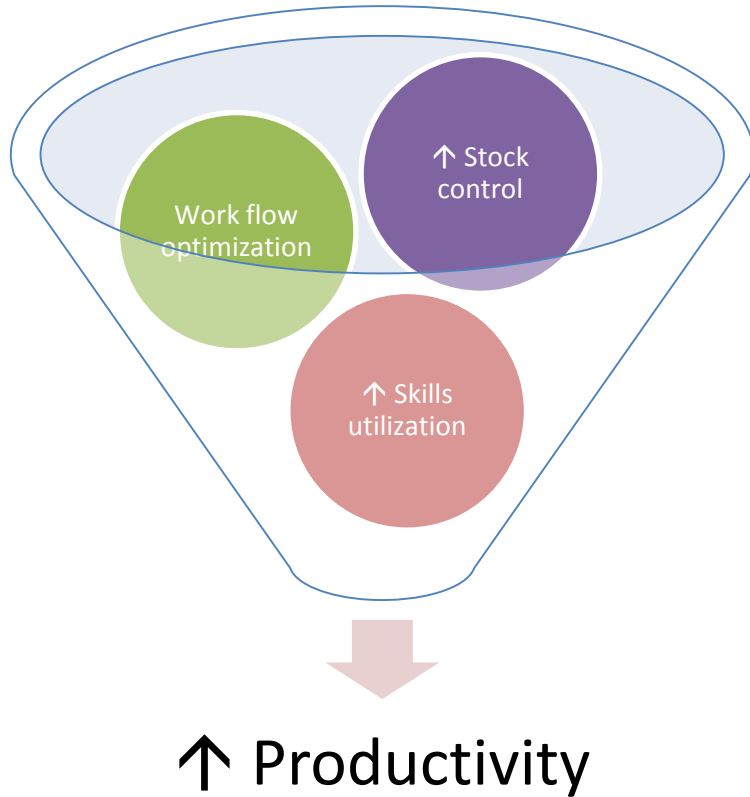 ↑ Stock
control
Work flow
optimization
↑ Skills
utilization
↑ Productivity